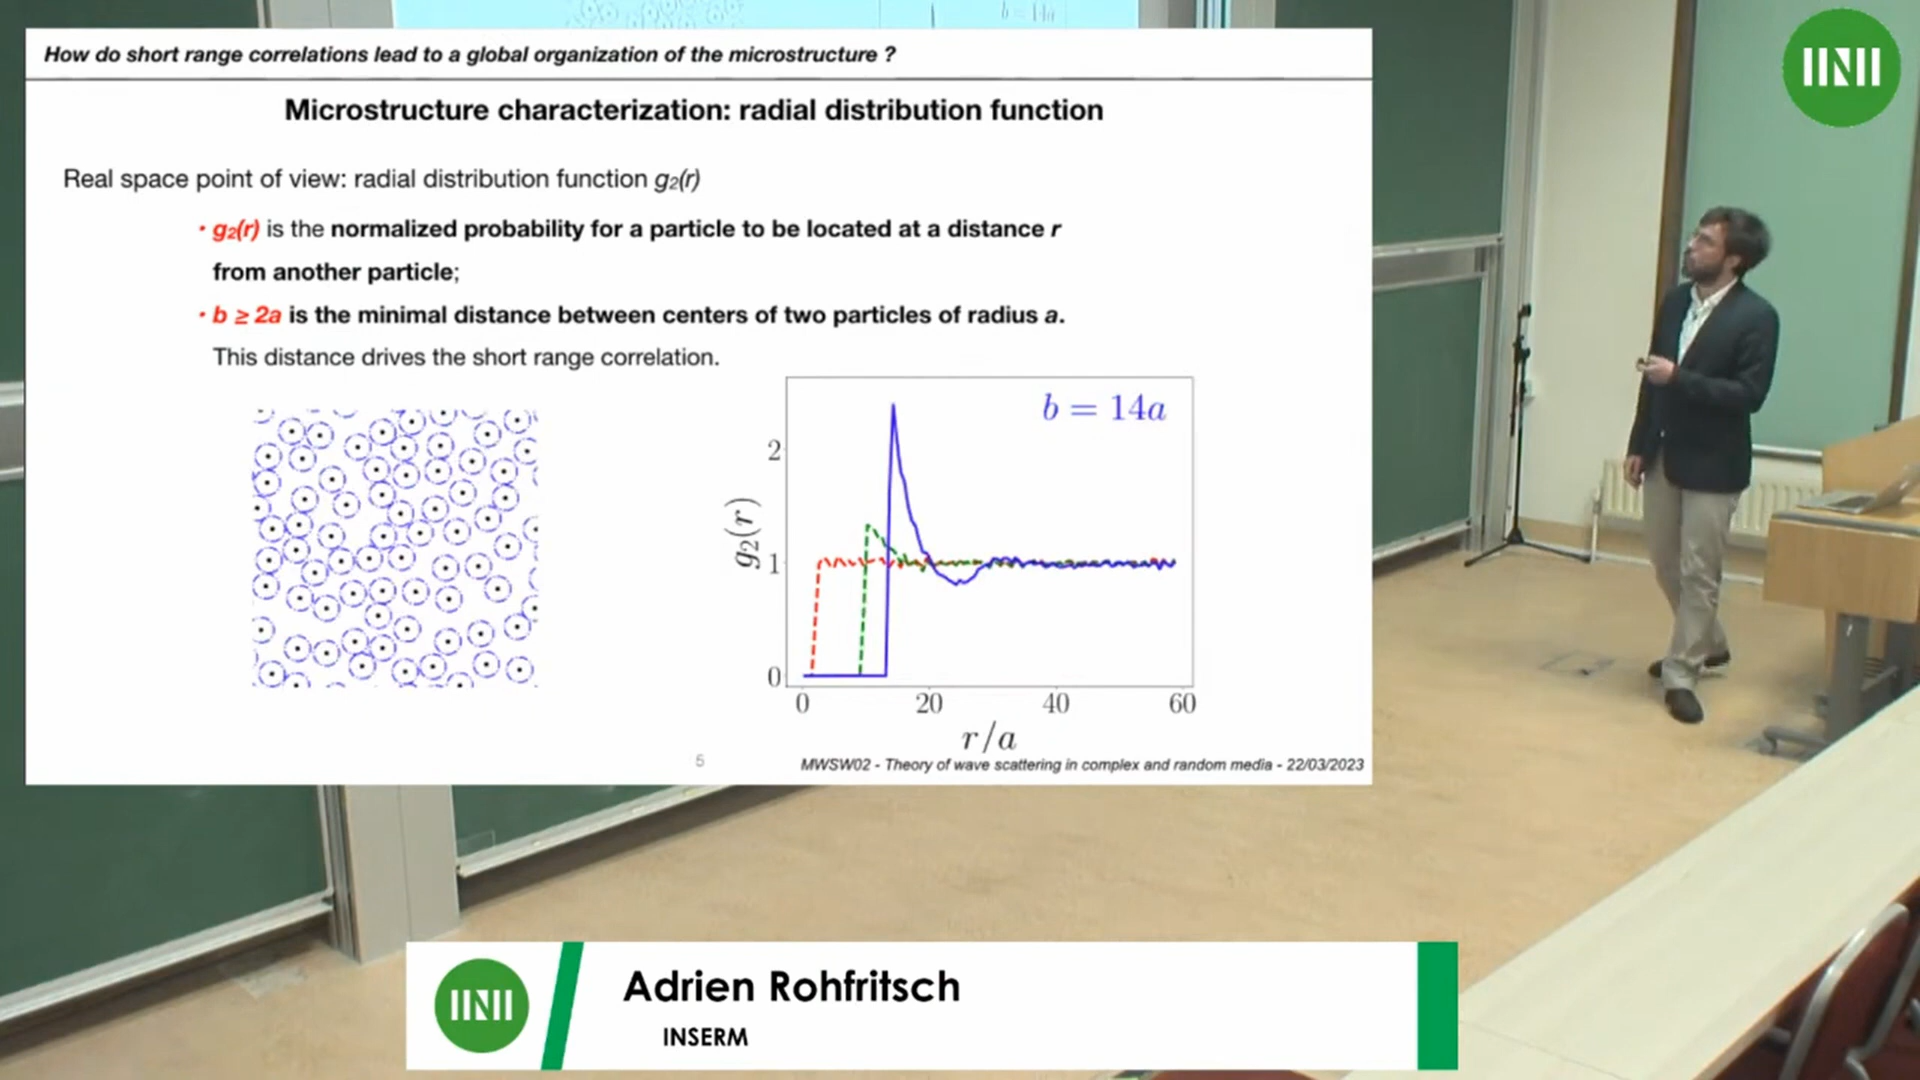 b = 14a
How do short range correlations lead to a global organization of the microstructure ?
Microstructure characterization: radial distribution function
Real space point of view: radial distribution function g₂(r)
• g₂(r) is the normalized probability for a particle to be located at a distance r
from another particle;
• b ≥ 2a is the minimal distance between centers of two particles of radius a.
This distance drives the short range correlation.
b = 14a
2
1
0
g₂(r)
0 20 40 60
r/a
5
MWSW02 - Theory of wave scattering in complex and random media - 22/03/2023
Adrien Rohfritsch
INSERM